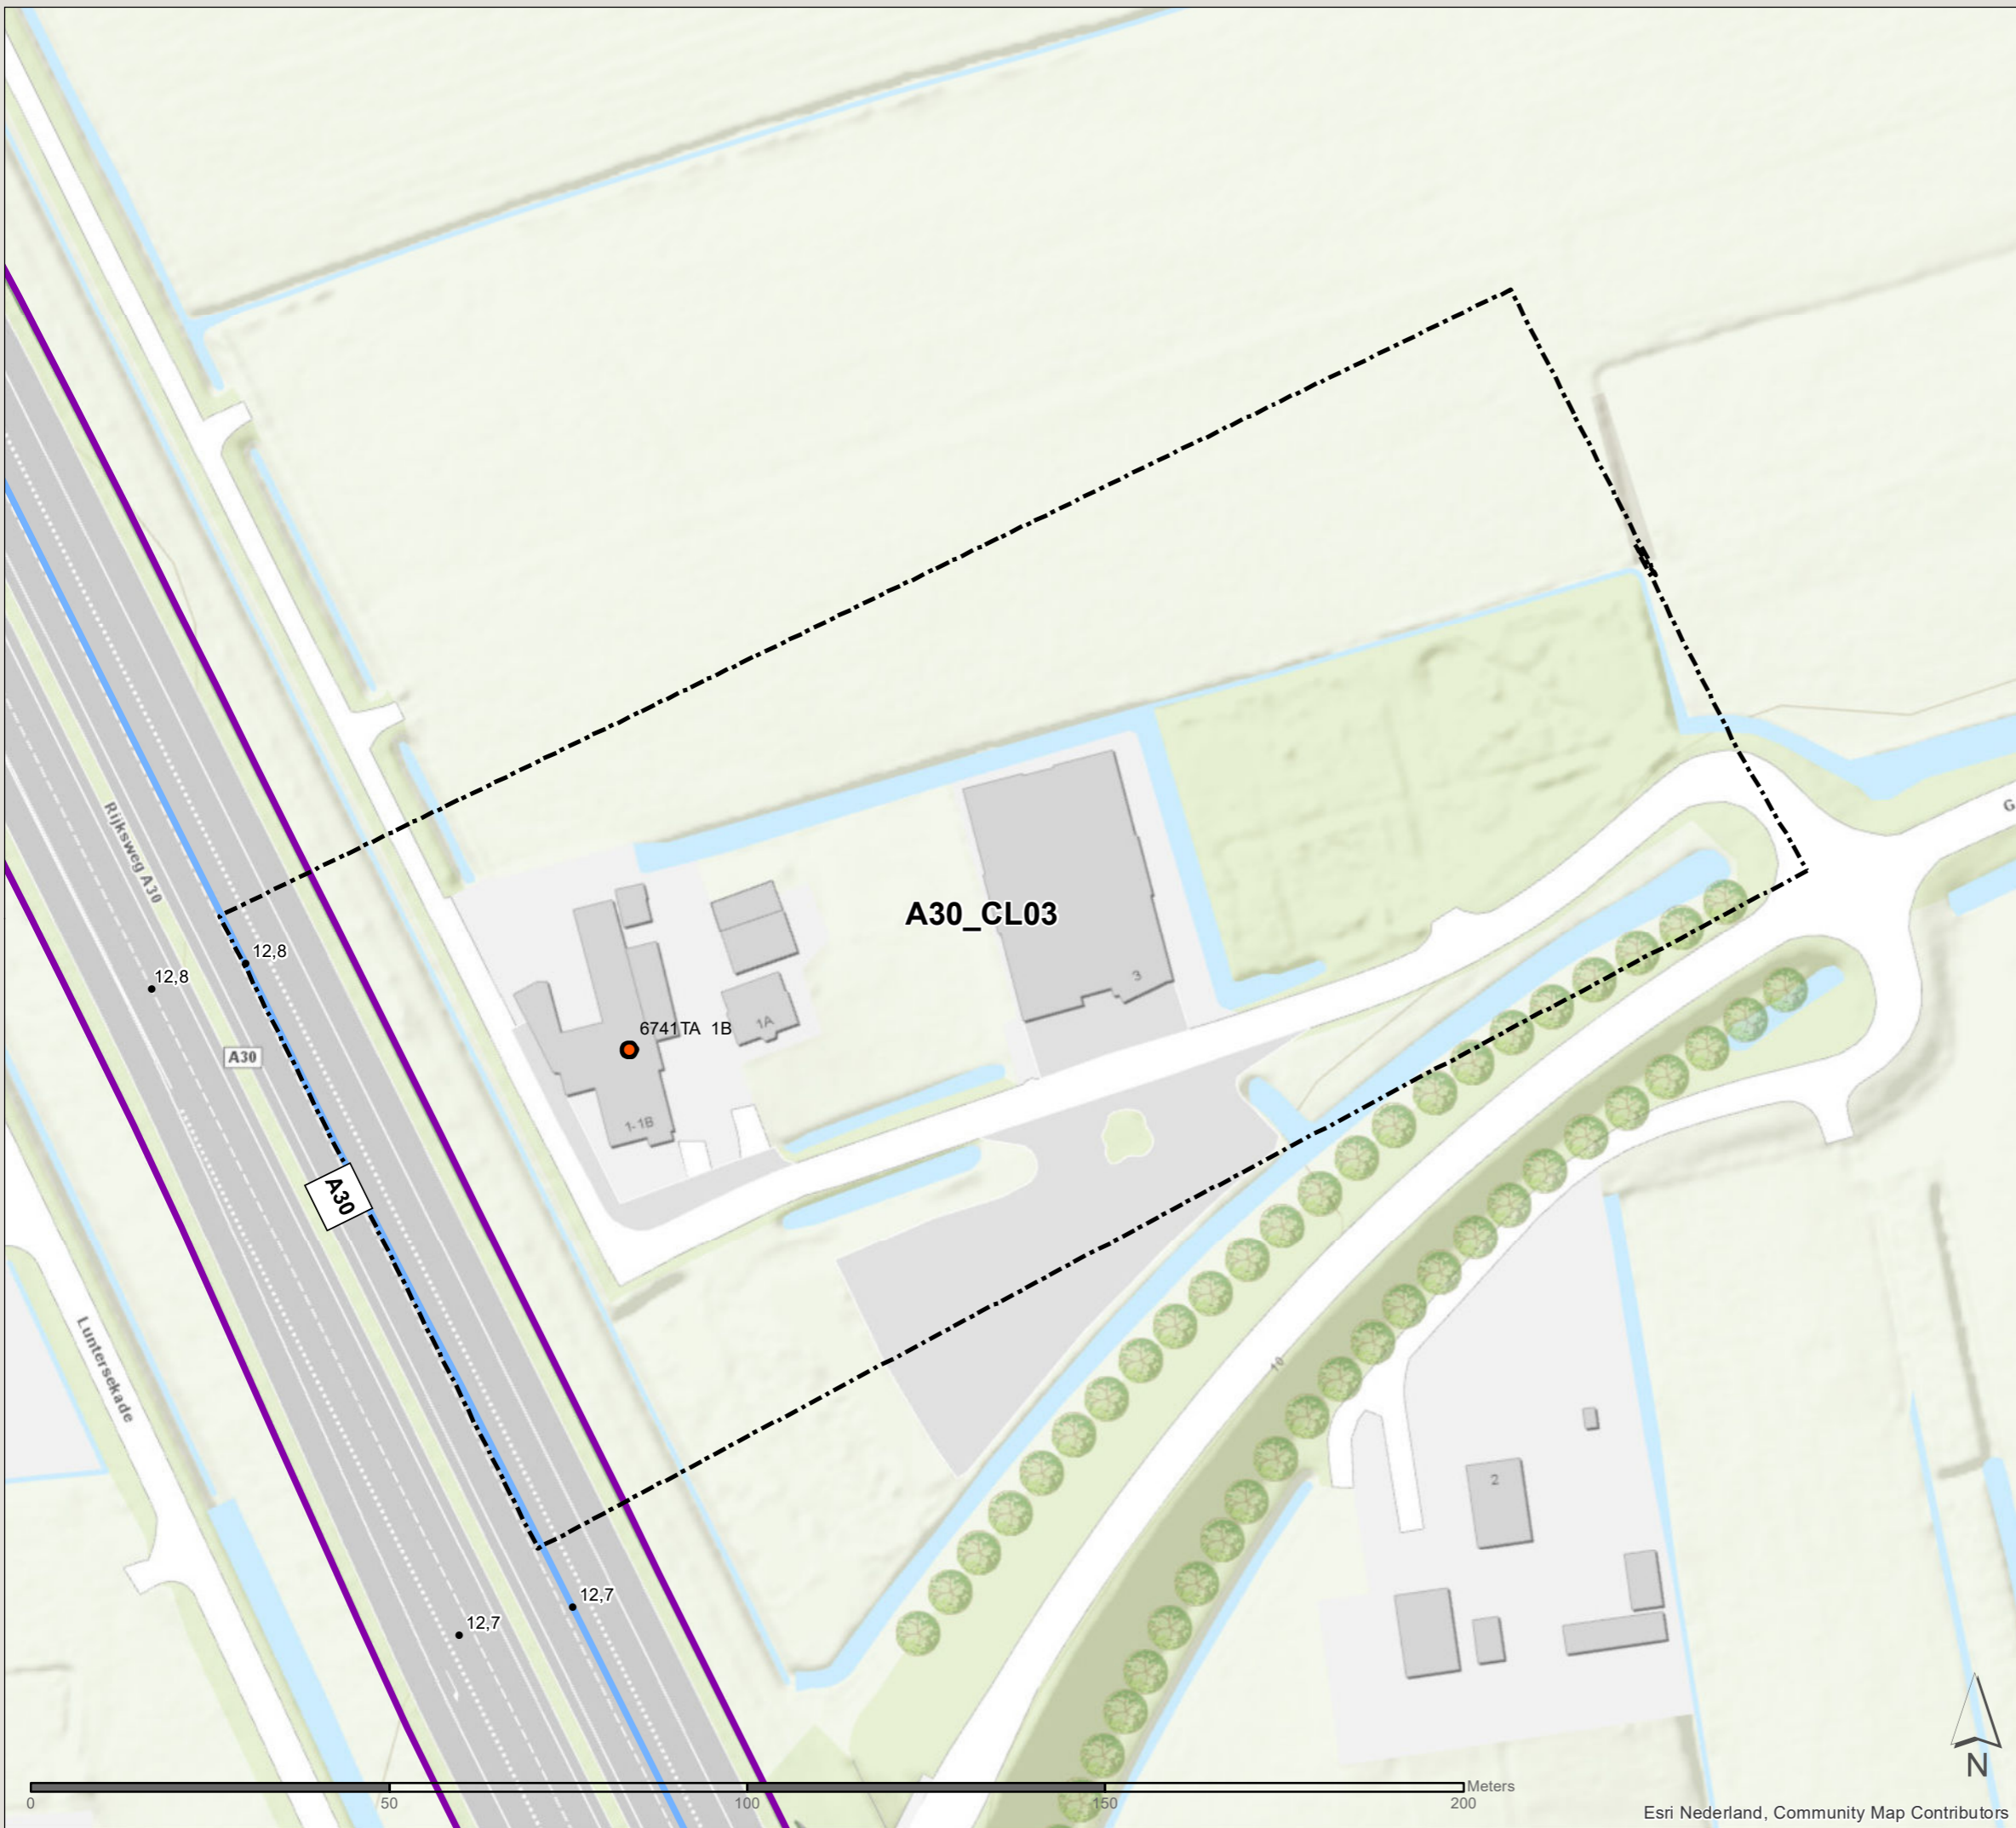 G
Rijksweg A30
A30_CL03
12,8
12,8
3
6741TA 1B
1A
A30
1-1B
A30
Luntersekade
10
2
12,7
12,7
N
Meters
0
50
100
150
200
Esri Nederland, Community Map Contributors